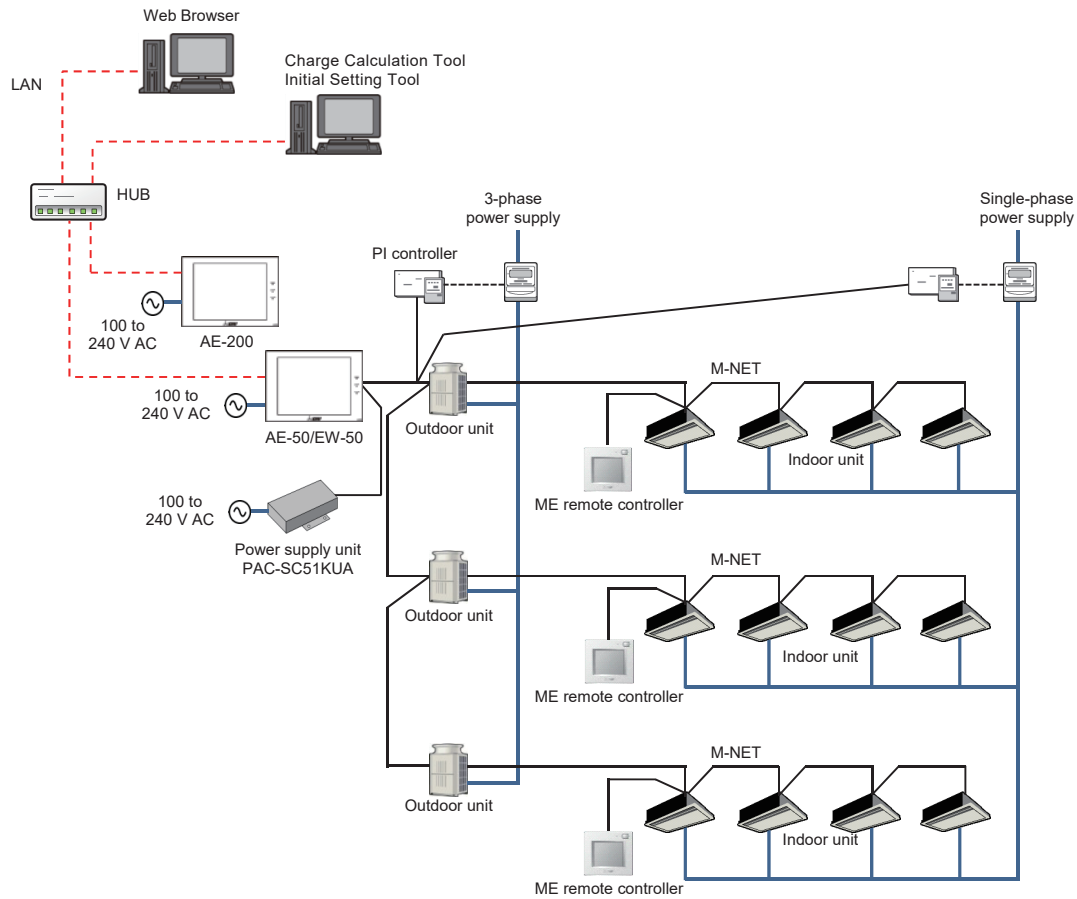 Web Browser
Charge Calculation Tool
Initial Setting Tool
LAN
HUB
3-phase
power supply
Single-phase
power supply
PI controller
100 to
240 V AC
AE-200
M-NET
100 to
240 V AC
AE-50/EW-50
Outdoor unit
Indoor unit
ME remote controller
100 to
240 V AC
Power supply unit
PAC-SC51KUA
M-NET
Outdoor unit
Indoor unit
ME remote controller
M-NET
Outdoor unit
Indoor unit
ME remote controller